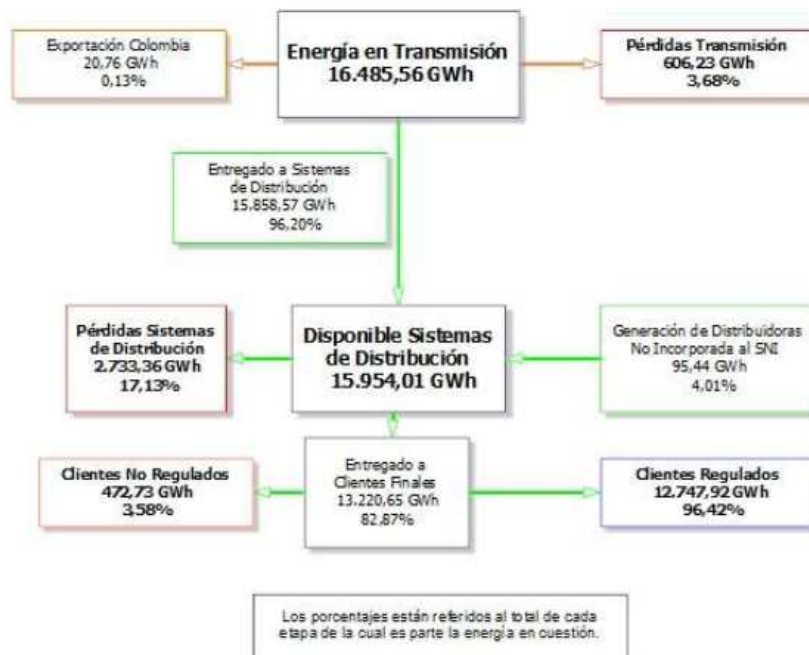 Exportación Colombia
20,76 GWh
0,13%
Energía en Transmisión
16.485,56 GWh
Pérdidas Transmisión
606,23 GWh
3,68%
Entregado a Sistemas
de Distribución
15.858,57 GWh
96,20%
Pérdidas Sistemas
de Distribución
2.733,36 GWh
17,13%
Disponible Sistemas
de Distribución
15.954,01 GWh
Generación de Distribuidoras
No Incorporada al SNI
95,44 GWh
4,01%
Clientes No Regulados
472,73 GWh
3,58%
Entregado a
Clientes Finales
13.220,65 GWh
82,87%
Clientes Regulados
12.747,92 GWh
96,42%
Los porcentajes están referidos al total de cada
etapa de la cual es parte la energía en cuestión.